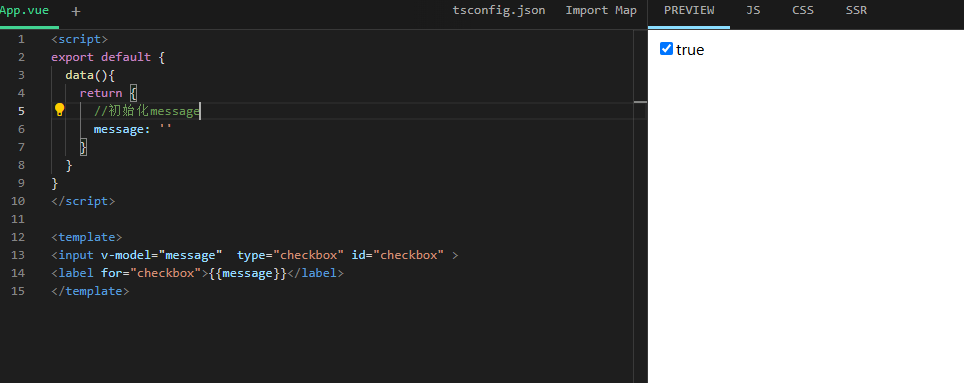 App.vue + tsconfig.json Import Map PREVIEW JS CSS SSR
1 <script>
2 export default {
3 data(){
4 return {
5 //初始化message
6 message: ''
7 }
8 }
9 }
10 </script>
11
12 <template>
13 <input v-model="message"  type="checkbox" id="checkbox" >
14 <label for="checkbox">{{message}}</label>
15 </template>
true